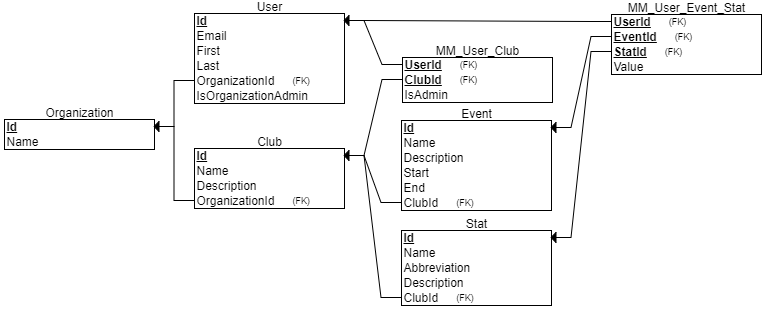 User
Id
Email
First
Last
OrganizationId (FK)
IsOrganizationAdmin
MM_User_Event_Stat
UserId (FK)
EventId (FK)
StatId (FK)
Value
MM_User_Club
UserId (FK)
ClubId (FK)
IsAdmin
Organization
Id
Name
Club
Id
Name
Description
OrganizationId (FK)
Event
Id
Name
Description
Start
End
ClubId (FK)
Stat
Id
Name
Abbreviation
Description
ClubId (FK)